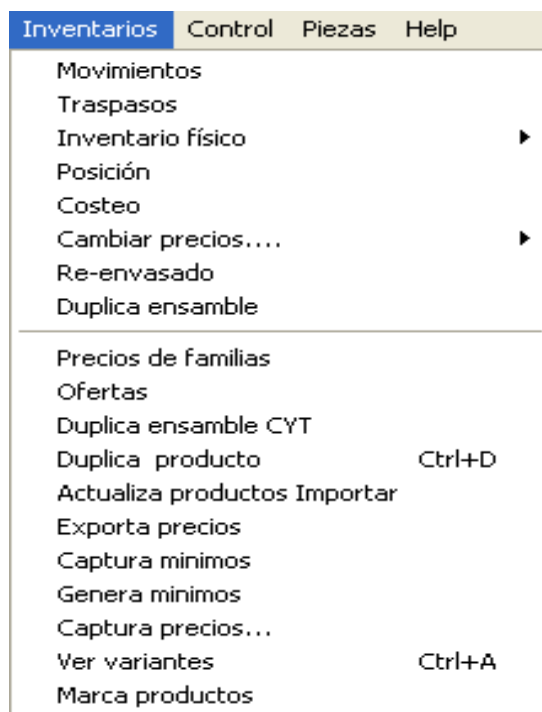 Inventarios Control Piezas Help
Movimientos
Traspasos
Inventario físico
Posición
Costeo
Cambiar precios....
Re-envasado
Duplica ensamble
Precios de familias
Ofertas
Duplica ensamble CYT
Duplica producto Ctrl+D
Actualiza productos Importar
Exporta precios
Captura minimos
Genera minimos
Captura precios...
Ver variantes Ctrl+A
Marca productos